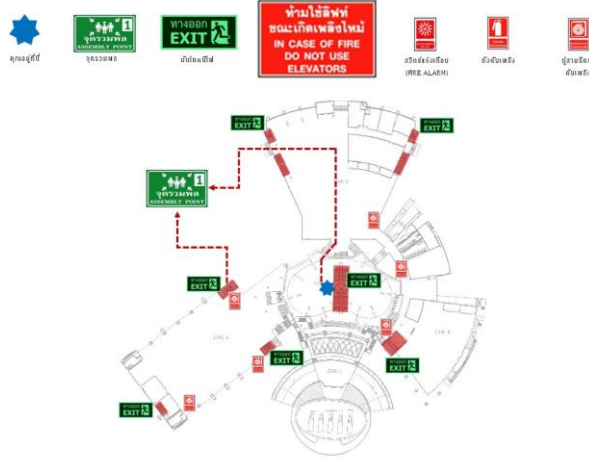 ห้ามใช้ลิฟท์
ขณะเกิดเพลิงไหม้
IN CASE OF FIRE
DO NOT USE
ELEVATORS
1
จุดรวมพล
ASSEMBLY POINT
ทางออก
EXIT
คุณอยู่ที่นี่
จุดรวมพล
บันไดหนีไฟ
สวิตช์แจ้งเตือน
(FIRE ALARM)
ถังดับเพลิง
ดับเพลิง
ทางออก
EXIT
ทางออก
EXIT
1
จุดรวมพล
ASSEMBLY POINT
ทางออก
EXIT
ทางออก
EXIT
ทางออก
EXIT
ทางออก
EXIT
ทางออก
EXIT